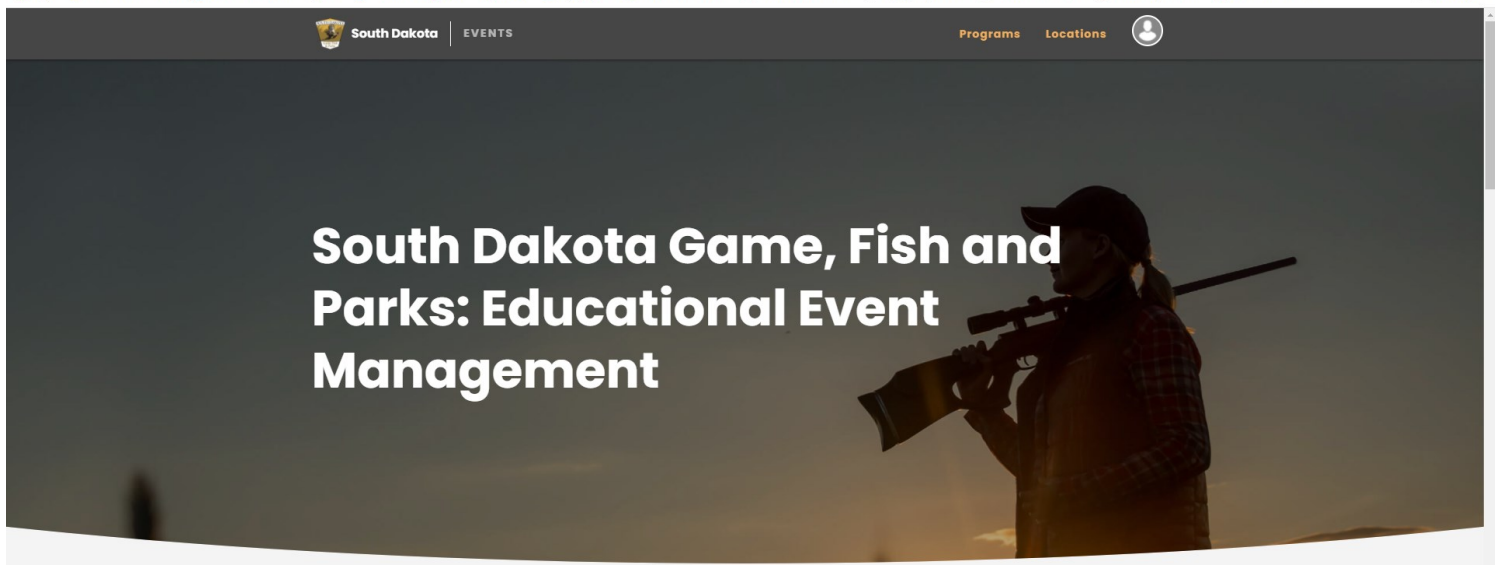 South Dakota
EVENTS
Programs
Locations
South Dakota Game, Fish and
Parks: Educational Event
Management